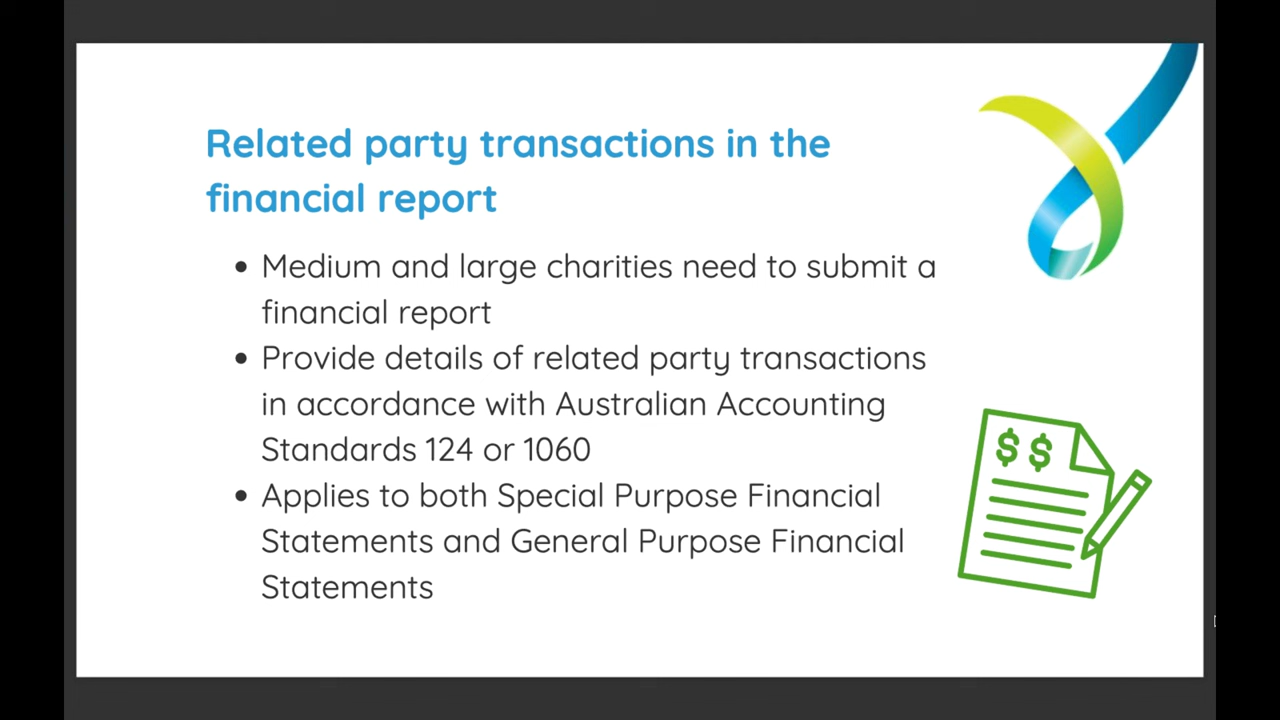 Related party transactions in the
financial report
• Medium and large charities need to submit a
financial report
• Provide details of related party transactions
in accordance with Australian Accounting
Standards 124 or 1060
• Applies to both Special Purpose Financial
Statements and General Purpose Financial
Statements
$ $